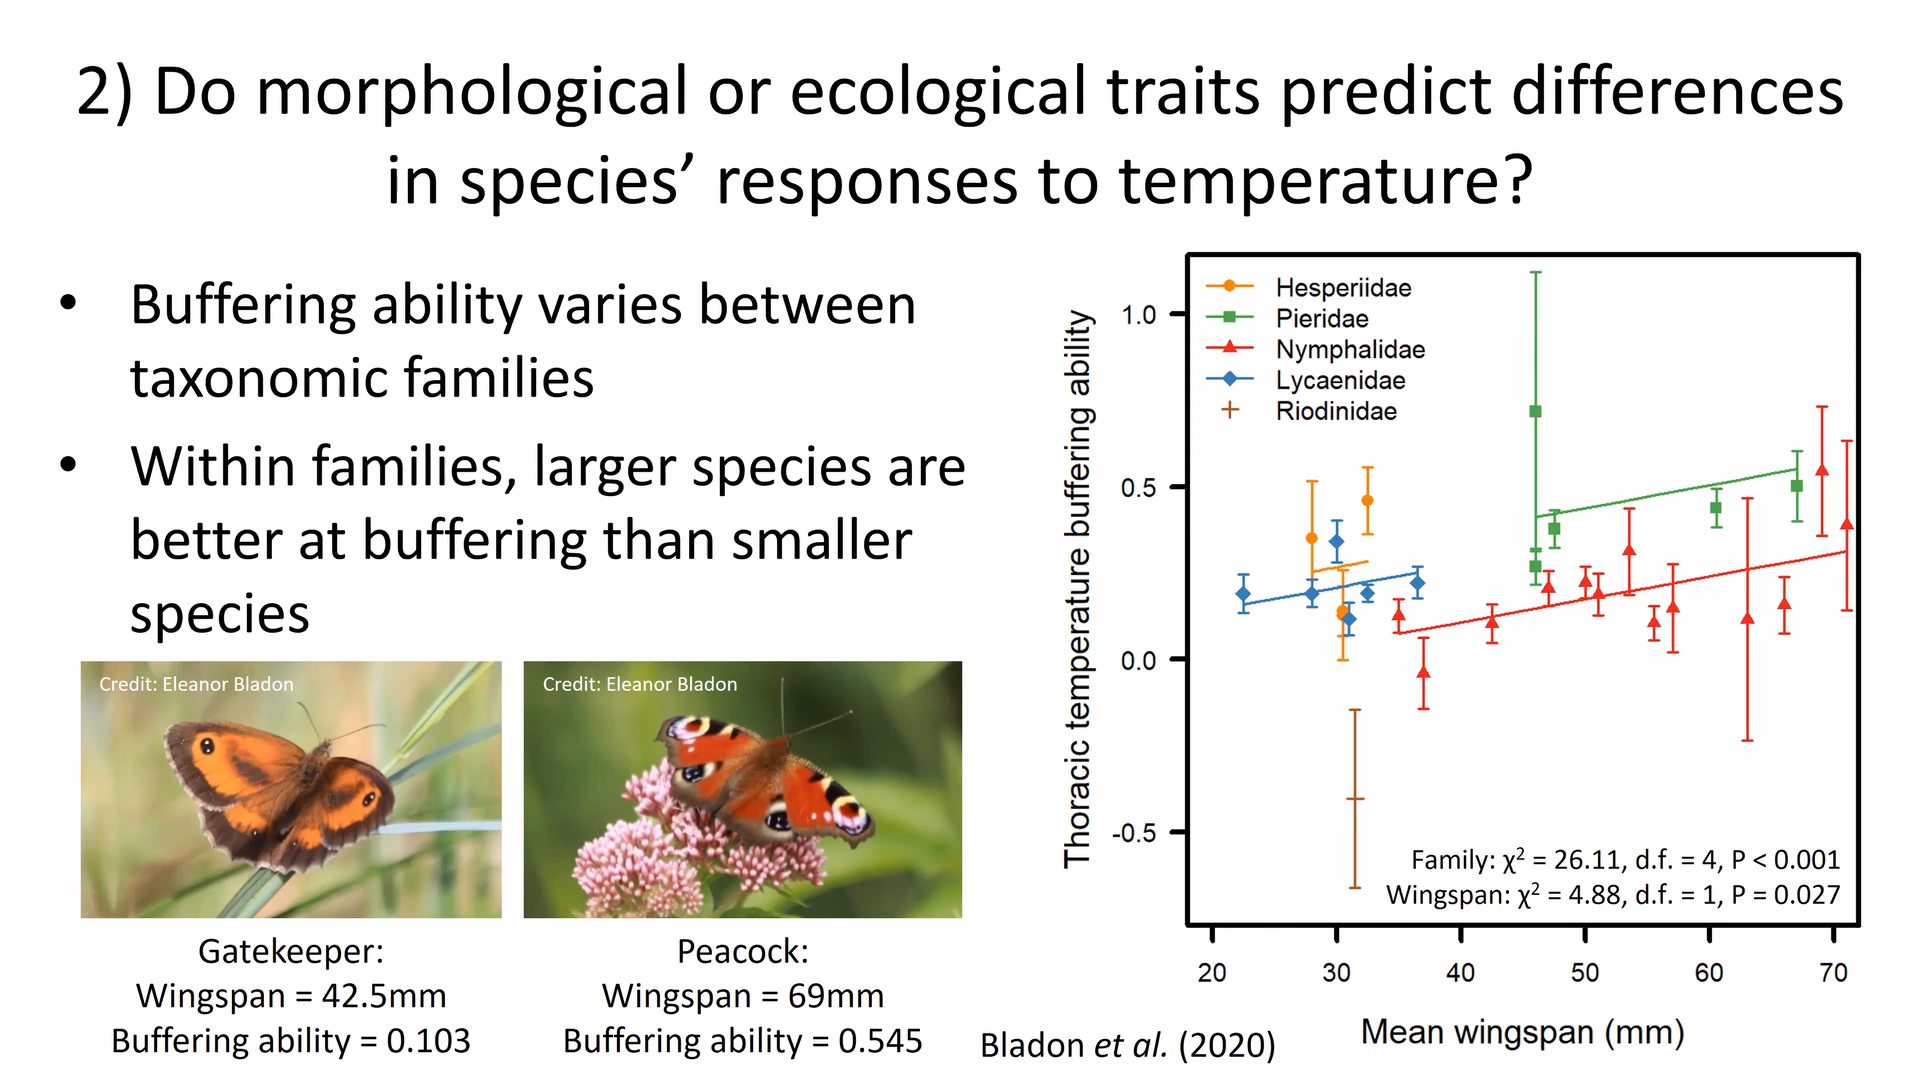 2) Do morphological or ecological traits predict differences
in species’ responses to temperature?
• Buffering ability varies between
taxonomic families
• Within families, larger species are
better at buffering than smaller
species
Credit: Eleanor Bladon
Credit: Eleanor Bladon
Gatekeeper:
Wingspan = 42.5mm
Buffering ability = 0.103
Peacock:
Wingspan = 69mm
Buffering ability = 0.545
Bladon et al. (2020)
Thoracic temperature buffering ability
1.0
0.5
0.0
-0.5
Hesperiidae
Pieridae
Nymphalidae
Lycaenidae
Riodinidae
Family: χ² = 26.11, d.f. = 4, P < 0.001
Wingspan: χ² = 4.88, d.f. = 1, P = 0.027
20 30 40 50 60 70
Mean wingspan (mm)